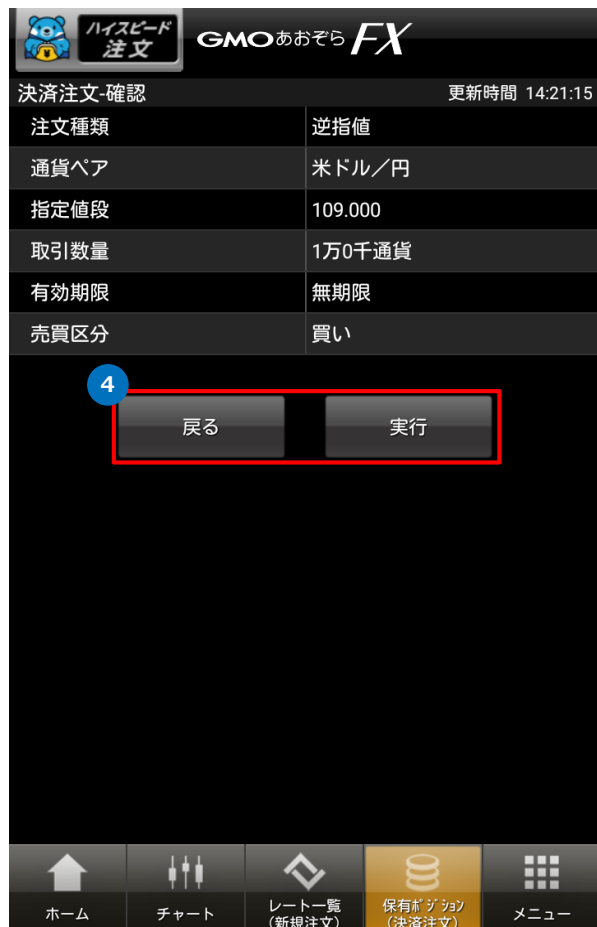 ハイスピード
注文
GMOあおぞらFX
決済注文-確認 更新時間 14:21:15
注文種類 逆指値
通貨ペア 米ドル／円
指定値段 109.000
取引数量 1万0千通貨
有効期限 無期限
売買区分 買い
4
戻る 実行
ホーム チャート レート一覧 保有ﾎﾟｼﾞｼｮﾝ メニュー
(新規注文) (決済注文)